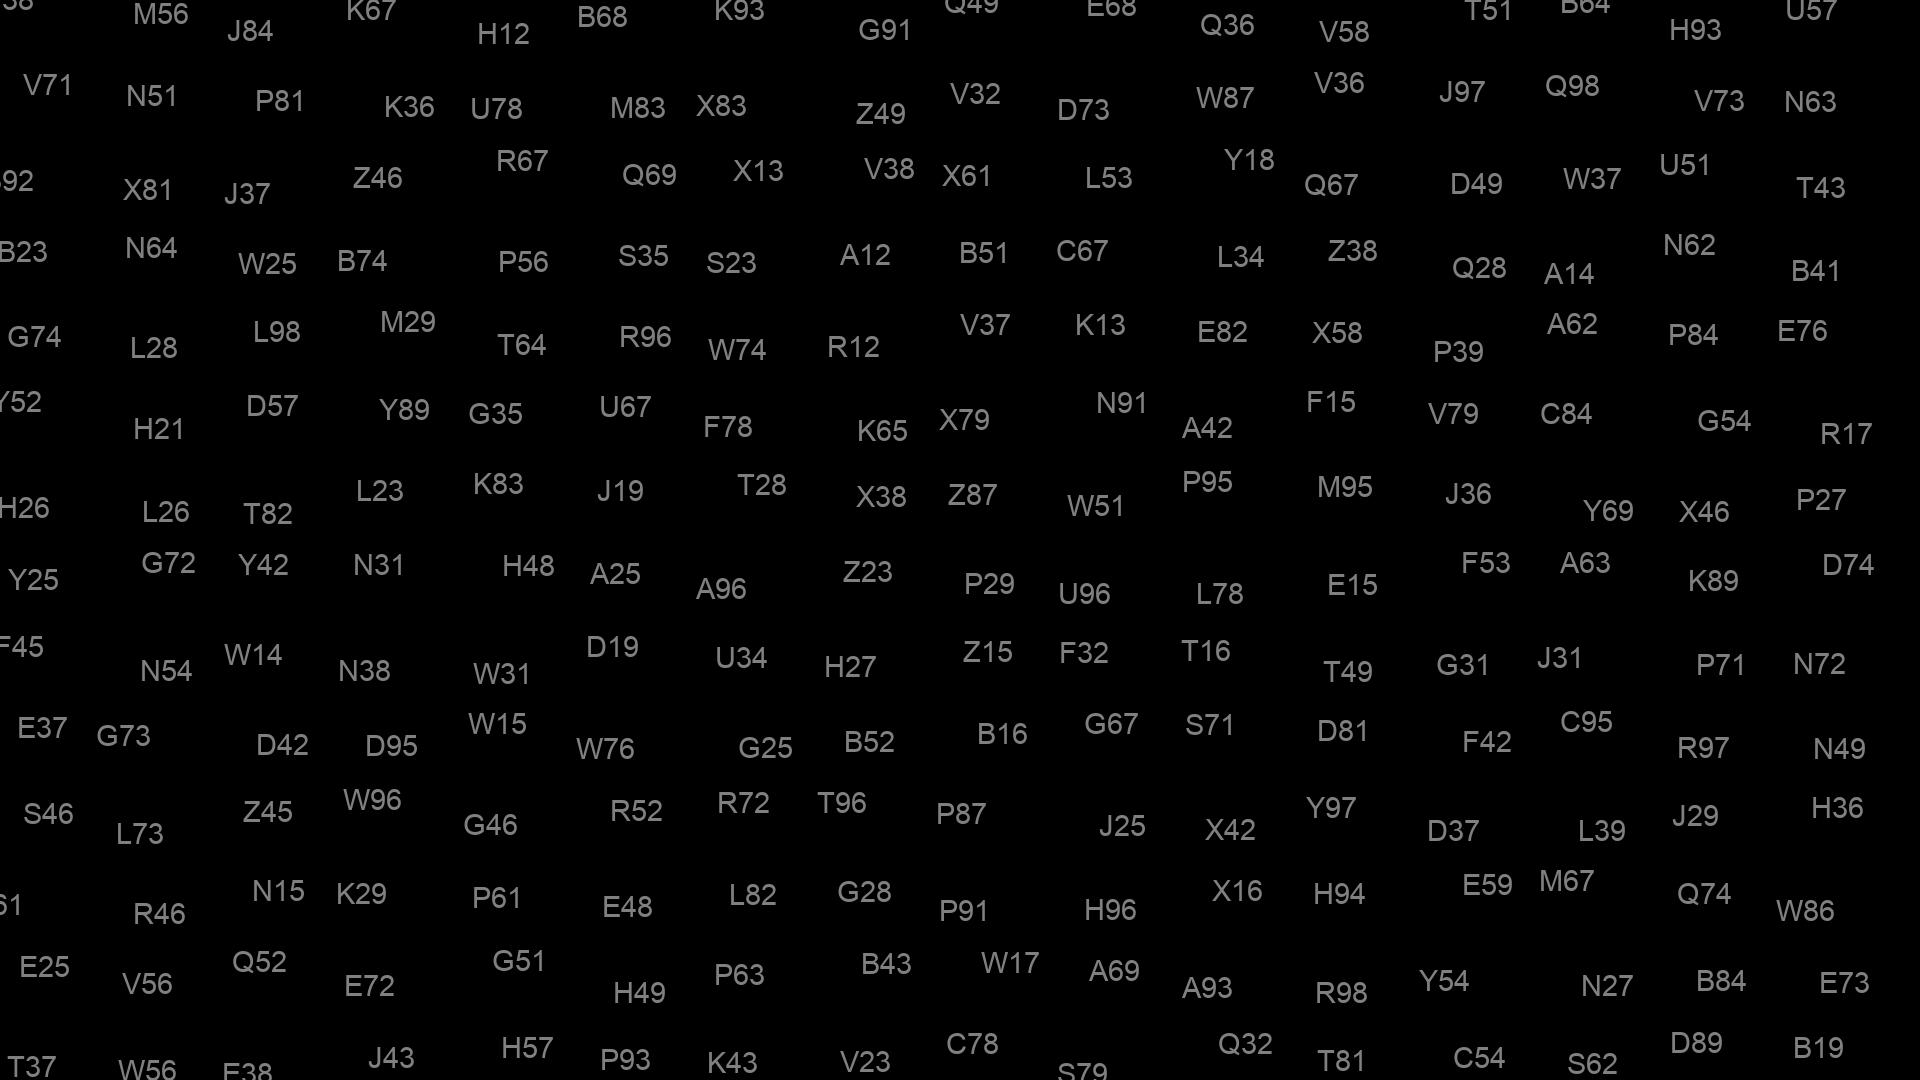 M56 J84 K67 H12 B68 K93 G91 Q49 E68 Q36 V58 T51 B64 H93 U57
V71 N51 P81 K36 U78 M83 X83 Z49 V32 D73 W87 V36 J97 Q98 V73 N63
X81 J37 Z46 R67 Q69 X13 V38 X61 L53 Y18 Q67 D49 W37 U51 T43
B23 N64 W25 B74 P56 S35 S23 A12 B51 C67 L34 Z38 Q28 A14 N62 B41
G74 L28 L98 M29 T64 R96 W74 R12 V37 K13 E82 X58 P39 A62 P84 E76
Y52 H21 D57 Y89 G35 U67 F78 K65 X79 N91 A42 F15 V79 C84 G54 R17
H26 L26 T82 L23 K83 J19 T28 X38 Z87 W51 P95 M95 J36 Y69 X46 P27
Y25 G72 Y42 N31 H48 A25 A96 Z23 P29 U96 L78 E15 F53 A63 K89 D74
F45 N54 W14 N38 W31 D19 U34 H27 Z15 F32 T16 T49 G31 J31 P71 N72
E37 G73 D42 D95 W15 W76 G25 B52 B16 G67 S71 D81 F42 C95 R97 N49
S46 L73 Z45 W96 G46 R52 R72 T96 P87 J25 X42 Y97 D37 L39 J29 H36
R46 N15 K29 P61 E48 L82 G28 P91 H96 X16 H94 E59 M67 Q74 W86
E25 V56 Q52 E72 G51 H49 P63 B43 W17 A69 A93 R98 Y54 N27 B84 E73
T37 W56 J43 H57 P93 K43 V23 C78 S79 Q32 T81 C54 S62 D89 B19